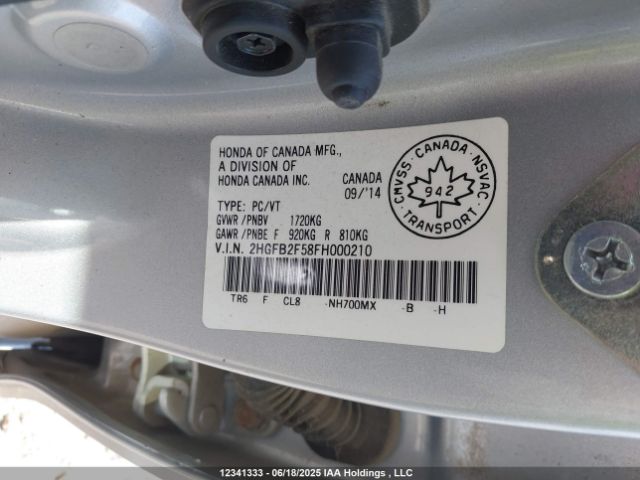 HONDA OF CANADA MFG.,
A DIVISION OF
HONDA CANADA INC.
CANADA
09/'14
TYPE: PC/VT
GVWR/PNBV 1720KG
GAWR/PNBE F 920KG R 810KG
V.I.N. 2HGFB2F58FH000210
TR6 F CL8 -NH700MX -B -H
CMVSS · CANADA · NSVAC
942
TRANSPORT
12341333 - 06/18/2025 IAA Holdings , LLC